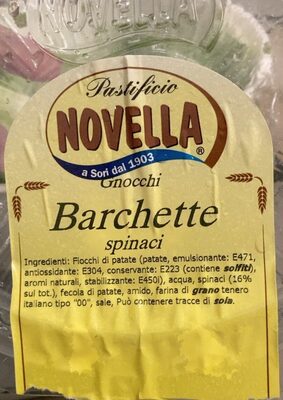 NOVELLA
Pastificio
NOVELLA®
a Sori dal 1903
Gnocchi
Barchette
spinaci
Ingredienti: Fiocchi di patate (patate, emulsionante: E471,
antiossidante: E304, conservante: E223 (contiene solfiti),
aromi naturali, stabilizzante: E450i), acqua, spinaci (16%
sul tot.), fecola di patate, amido, farina di grano tenero
italiano tipo "00", sale, Può contenere tracce di soia.